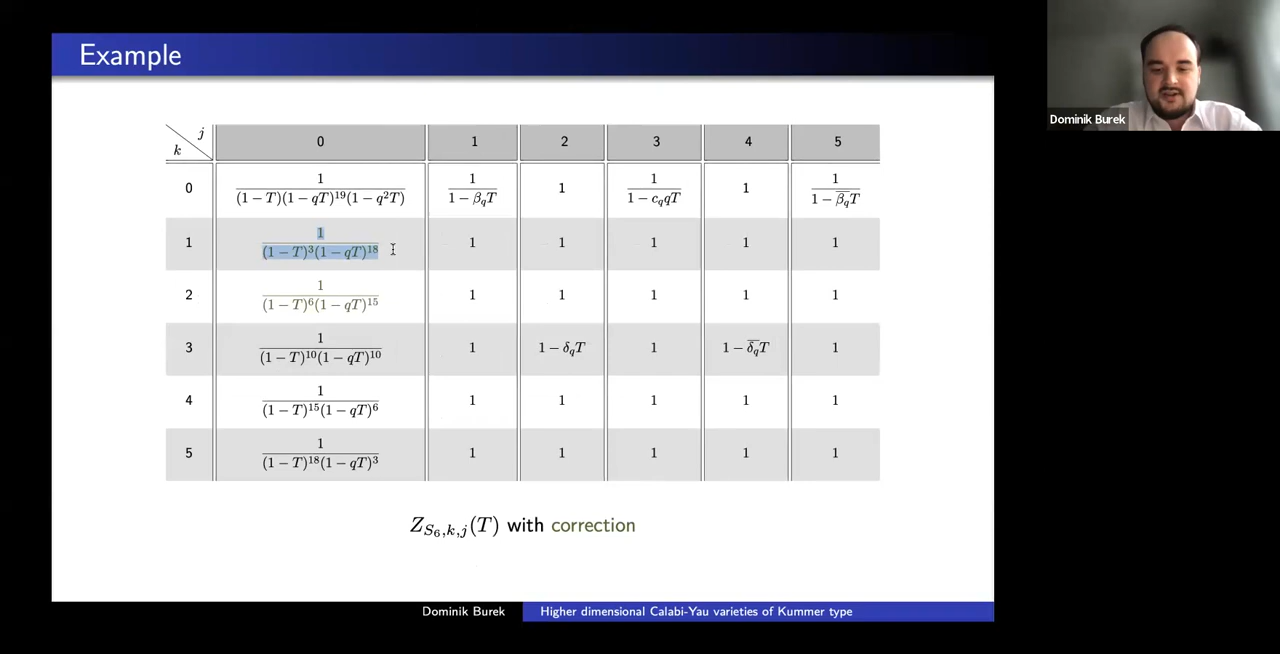 Example
Dominik Burek
k \ j 0 1 2 3 4 5
0 1/((1 − T)(1 − qT)^19(1 − q^2T)) 1/(1 − β_qT) 1 1/(1 − c_qqT) 1 1/(1 − \overline{β_q}T)
1 1/((1 − T)^3(1 − qT)^18) 1 1 1 1 1
2 1/((1 − T)^6(1 − qT)^15) 1 1 1 1 1
3 1/((1 − T)^10(1 − qT)^10) 1 1 − δ_qT 1 1 − \overline{δ_q}T 1
4 1/((1 − T)^15(1 − qT)^6) 1 1 1 1 1
5 1/((1 − T)^18(1 − qT)^3) 1 1 1 1 1
Z_{S_6,k,j}(T) with correction
Dominik Burek Higher dimensional Calabi-Yau varieties of Kummer type